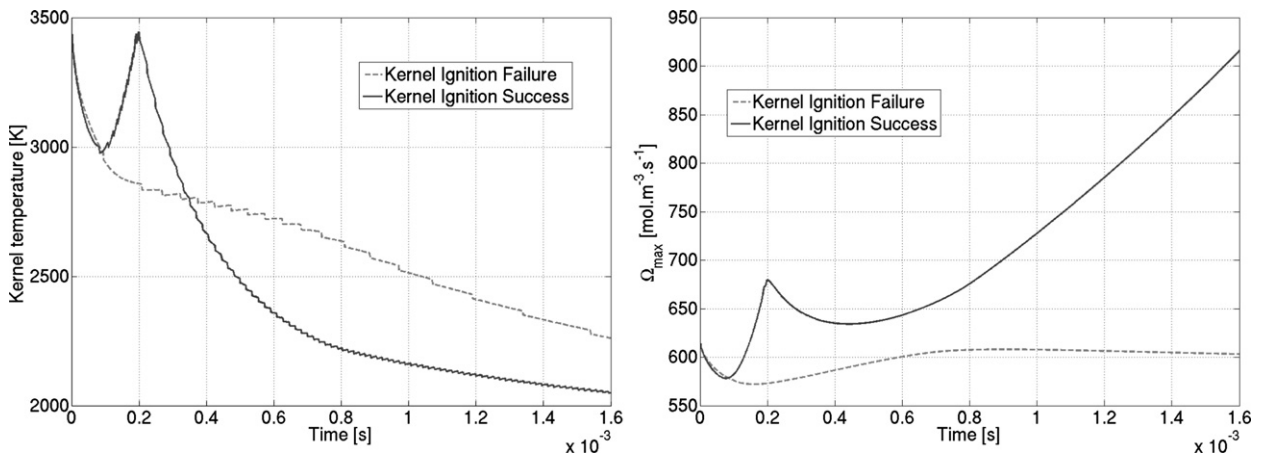 3500
3000
2500
2000
Kernel temperature [K]
Kernel Ignition Failure
Kernel Ignition Success
0 0.2 0.4 0.6 0.8 1 1.2 1.4 1.6
Time [s]
x 10⁻³
950
900
850
800
750
700
650
600
550
Ωmax [mol.m⁻³.s⁻¹]
Kernel Ignition Failure
Kernel Ignition Success
0 0.2 0.4 0.6 0.8 1 1.2 1.4 1.6
Time [s]
x 10⁻³